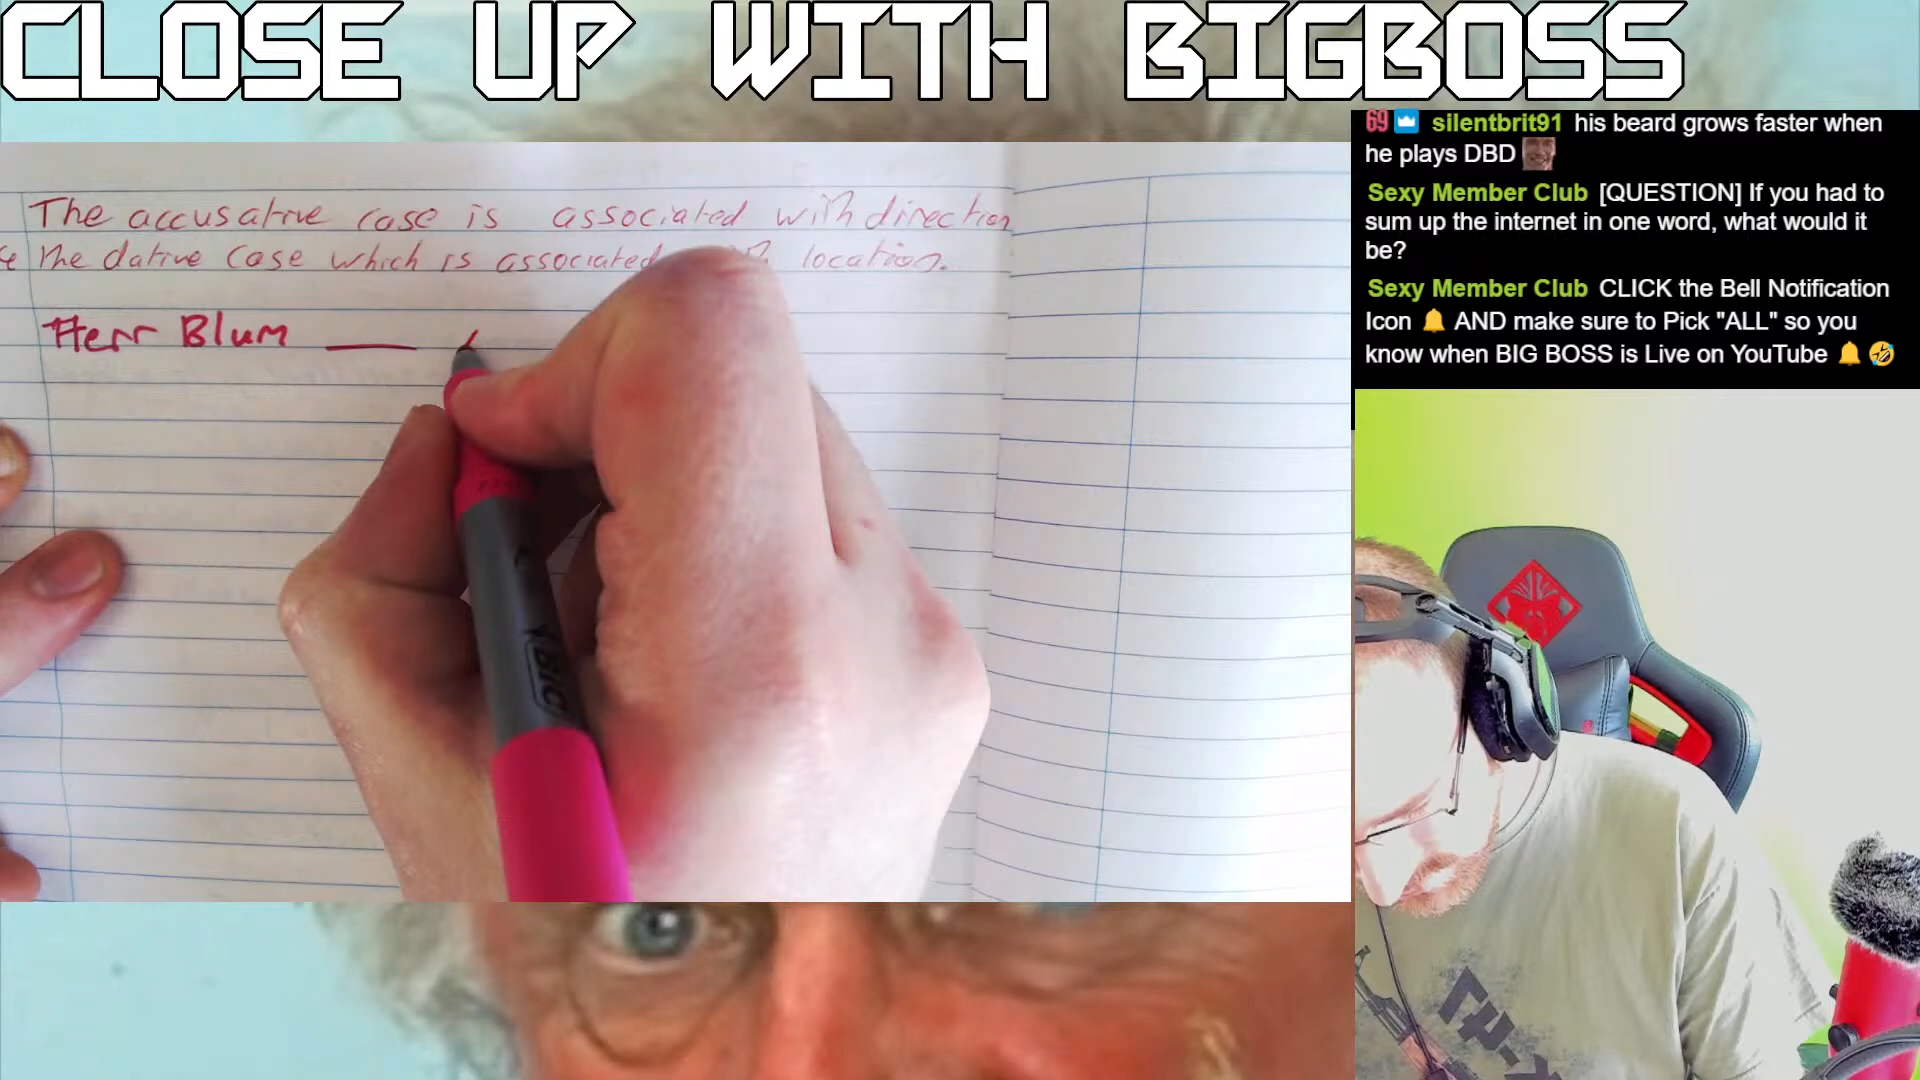 CLOSE UP WITH BIGBOSS
silentbrit91 his beard grows faster when
he plays DBD
Sexy Member Club [QUESTION] If you had to
sum up the internet in one word, what would it
be?
Sexy Member Club CLICK the Bell Notification
Icon 🔔 AND make sure to Pick "ALL" so you
know when BIG BOSS is Live on YouTube 🔔🤣
The accusative case is associated with direction
the dative case which is associated location.
Herr Blum ____
BIC